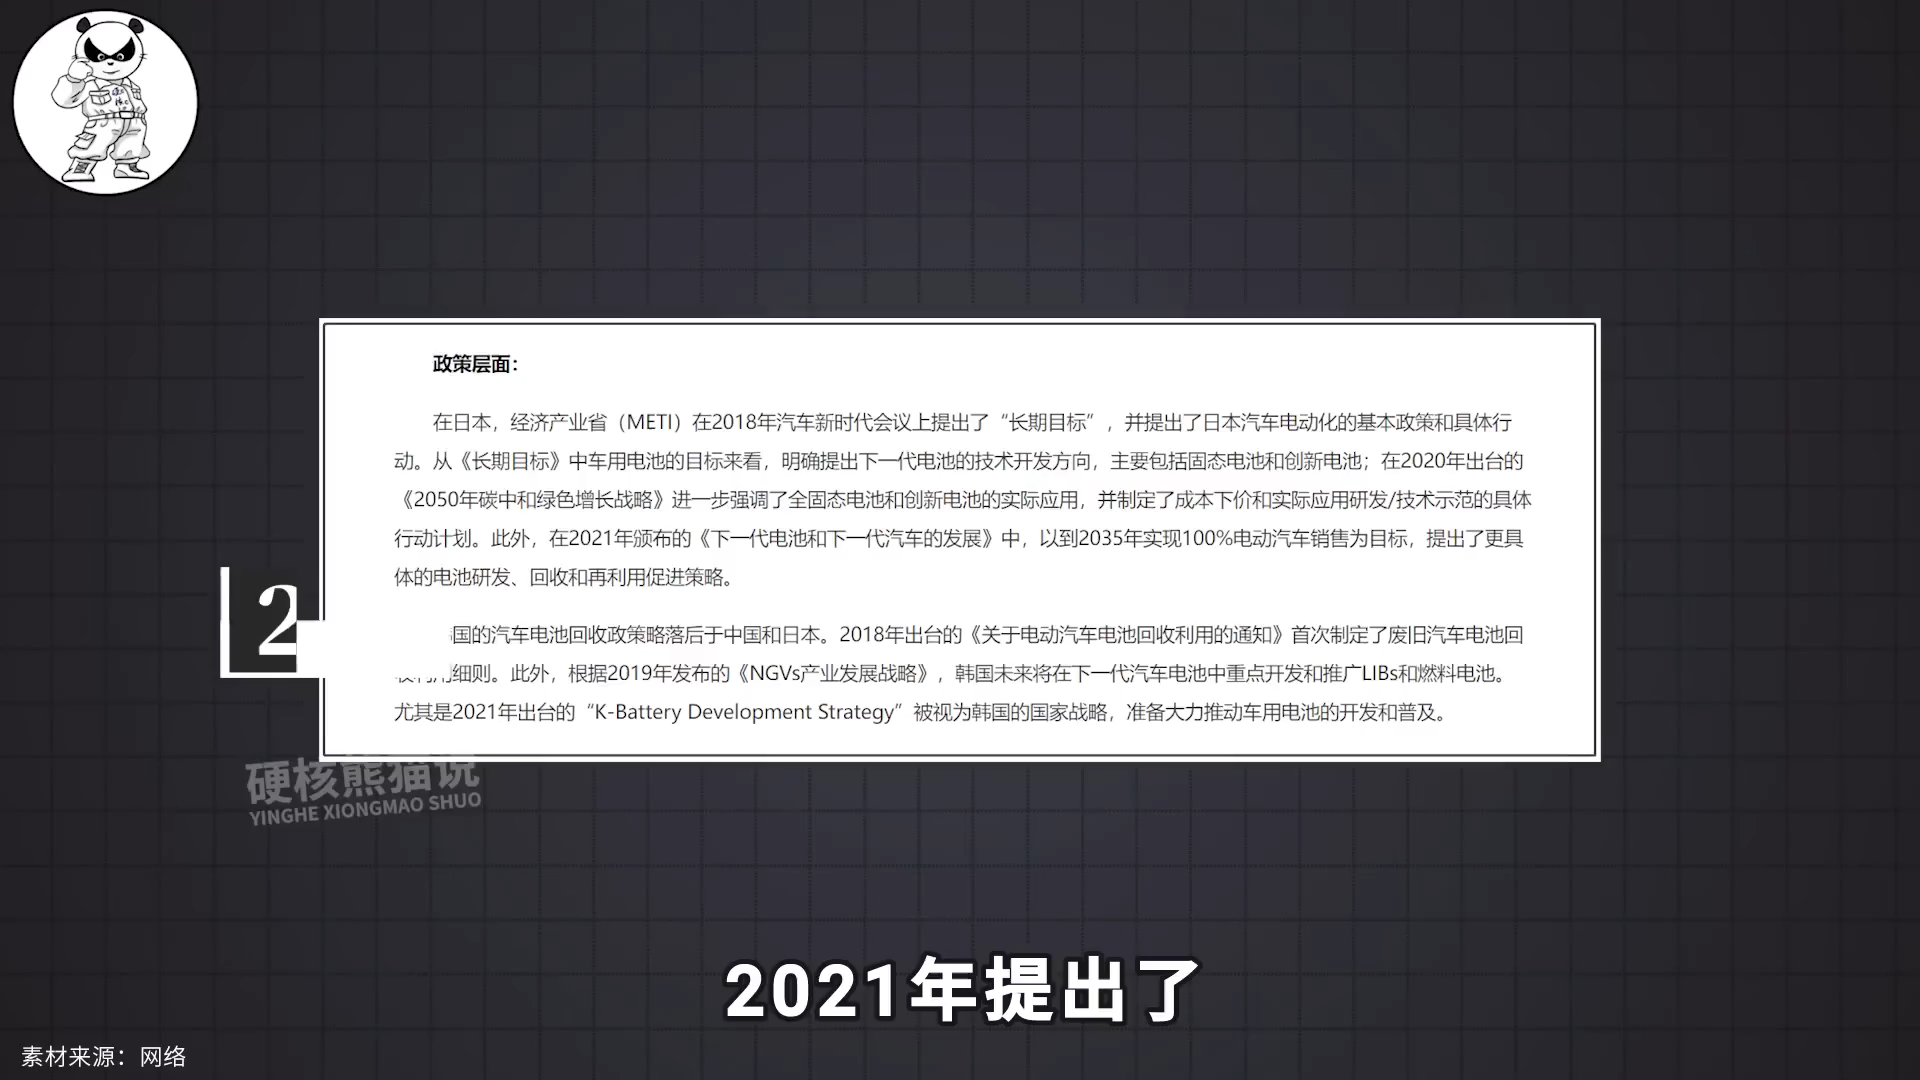 政策层面：
在日本，经济产业省（METI）在2018年汽车新时代会议上提出了“长期目标”，并提出了日本汽车电动化的基本政策和具体行
动。从《长期目标》中车用电池的目标来看，明确提出下一代电池的技术开发方向，主要包括固态电池和创新电池；在2020年出台的
《2050年碳中和绿色增长战略》进一步强调了全固态电池和创新电池的实际应用，并制定了成本下价和实际应用研发/技术示范的具体
行动计划。此外，在2021年颁布的《下一代电池和下一代汽车的发展》中，以到2035年实现100%电动汽车销售为目标，提出了更具
体的电池研发、回收和再利用促进策略。
国的汽车电池回收政策略落后于中国和日本。2018年出台的《关于电动汽车电池回收利用的通知》首次制定了废旧汽车电池回
细则。此外，根据2019年发布的《NGVs产业发展战略》，韩国未来将在下一代汽车电池中重点开发和推广LIBs和燃料电池。
尤其是2021年出台的“K-Battery Development Strategy”被视为韩国的国家战略，准备大力推动车用电池的开发和普及。
2
硬核熊猫说
YINGHE XIONGMAO SHUO
2021年提出了
素材来源：网络